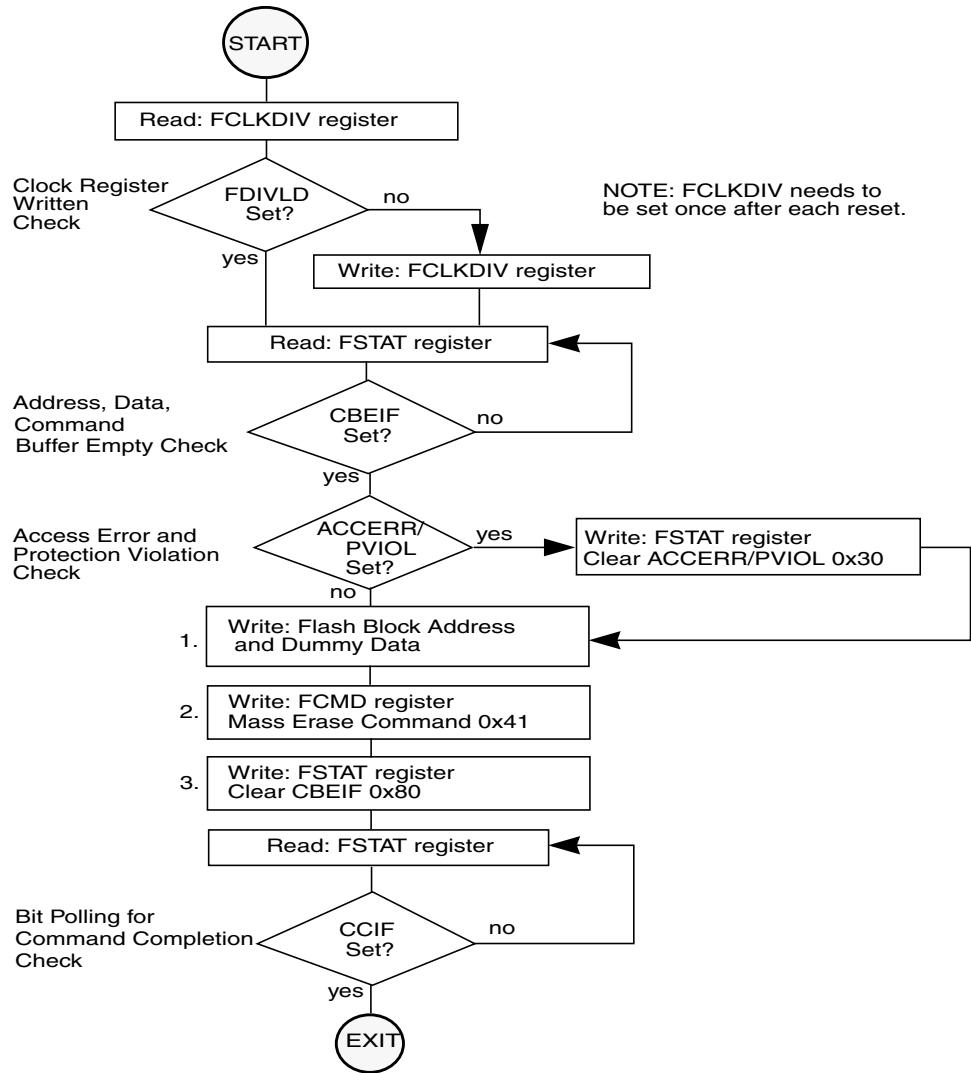 START
Read: FCLKDIV register
Clock Register
Written
Check
FDIVLD
Set?
no
yes
NOTE: FCLKDIV needs to
be set once after each reset.
Write: FCLKDIV register
Read: FSTAT register
Address, Data,
Command
Buffer Empty Check
CBEIF
Set?
no
yes
Access Error and
Protection Violation
Check
ACCERR/
PVIOL
Set?
yes
no
Write: FSTAT register
Clear ACCERR/PVIOL 0x30
1.
Write: Flash Block Address
and Dummy Data
2.
Write: FCMD register
Mass Erase Command 0x41
3.
Write: FSTAT register
Clear CBEIF 0x80
Read: FSTAT register
Bit Polling for
Command Completion
Check
CCIF
Set?
no
yes
EXIT